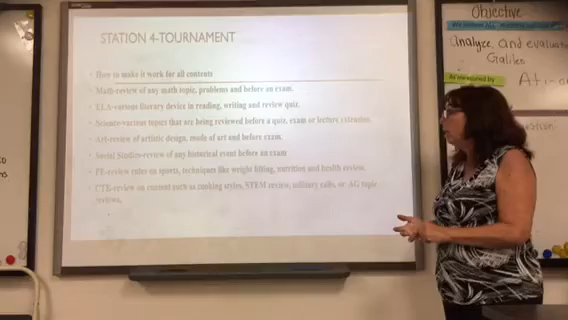 STATION 4-TOURNAMENT
How to make it work for all contents
Math-review of any math topic, problems and before an exam.
ELA-various literary device in reading, writing and review quiz.
Science-various topics that are being reviewed before a quiz, exam or lecture extension.
Art-review of artistic design, mode of art and before exam.
Social Studies-review of any historical event before an exam
PE-review rules on sports, techniques like weight lifting, nutrition and health review.
CTE-review on content such as cooking styles, STEM review, military calls, or AG topic
reviews.
Objective
analyze, and evaluate
Galileo
As measured by